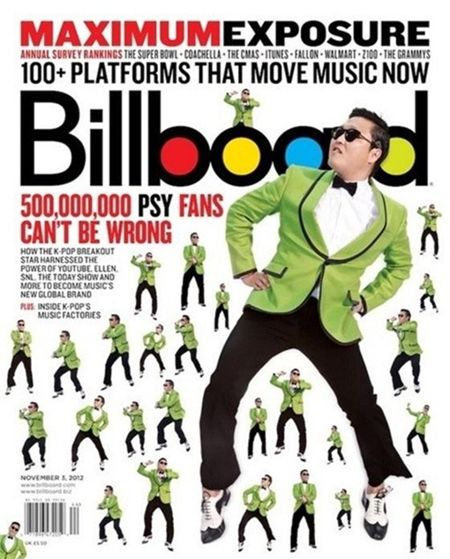 MAXIMUMEXPOSURE
ANNUAL SURVEY RANKINGS THE SUPER BOWL • COACHELLA • THE CMAS • ITUNES • FALLON • WALMART • Z100 • THE GRAMMYS
100+ PLATFORMS THAT MOVE MUSIC NOW
Billboard
500,000,000 PSY FANS
CAN'T BE WRONG
HOW THE K-POP BREAKOUT
STAR HARNESSED THE
POWER OF YOUTUBE, ELLEN,
SNL, THE TODAY SHOW AND
MORE TO BECOME MUSIC'S
NEW GLOBAL BRAND
PLUS: INSIDE K-POP'S
MUSIC FACTORIES
NOVEMBER 3, 2012
www.billboard.com
www.billboard.biz
UK £5.50